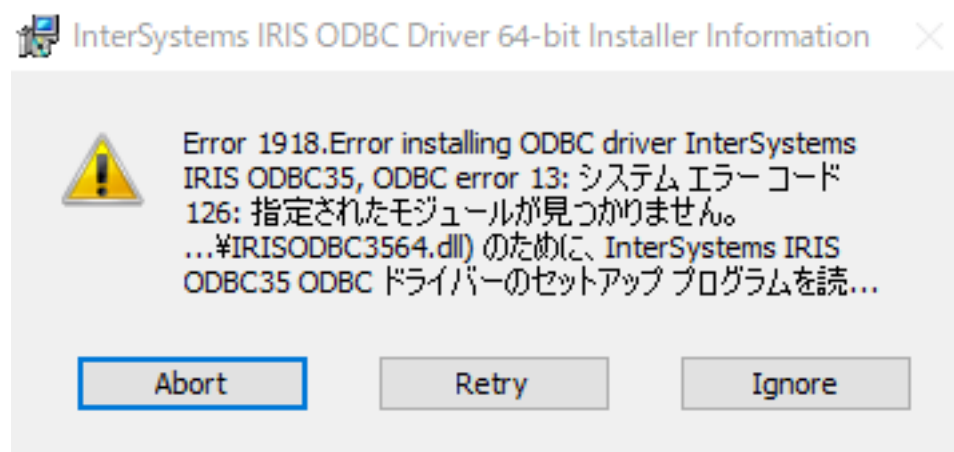 InterSystems IRIS ODBC Driver 64-bit Installer Information
Error 1918.Error installing ODBC driver InterSystems
IRIS ODBC35, ODBC error 13: システム エラー コード
126: 指定されたモジュールが見つかりません。
...¥IRISODBC3564.dll) のために、InterSystems IRIS
ODBC35 ODBC ドライバーのセットアップ プログラムを読...
Abort
Retry
Ignore